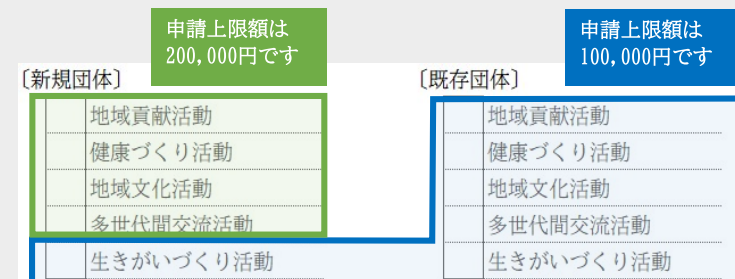 申請上限額は
200,000円です
申請上限額は
100,000円です
〔新規団体〕
地域貢献活動
健康づくり活動
地域文化活動
多世代間交流活動
生きがいづくり活動
〔既存団体〕
地域貢献活動
健康づくり活動
地域文化活動
多世代間交流活動
生きがいづくり活動